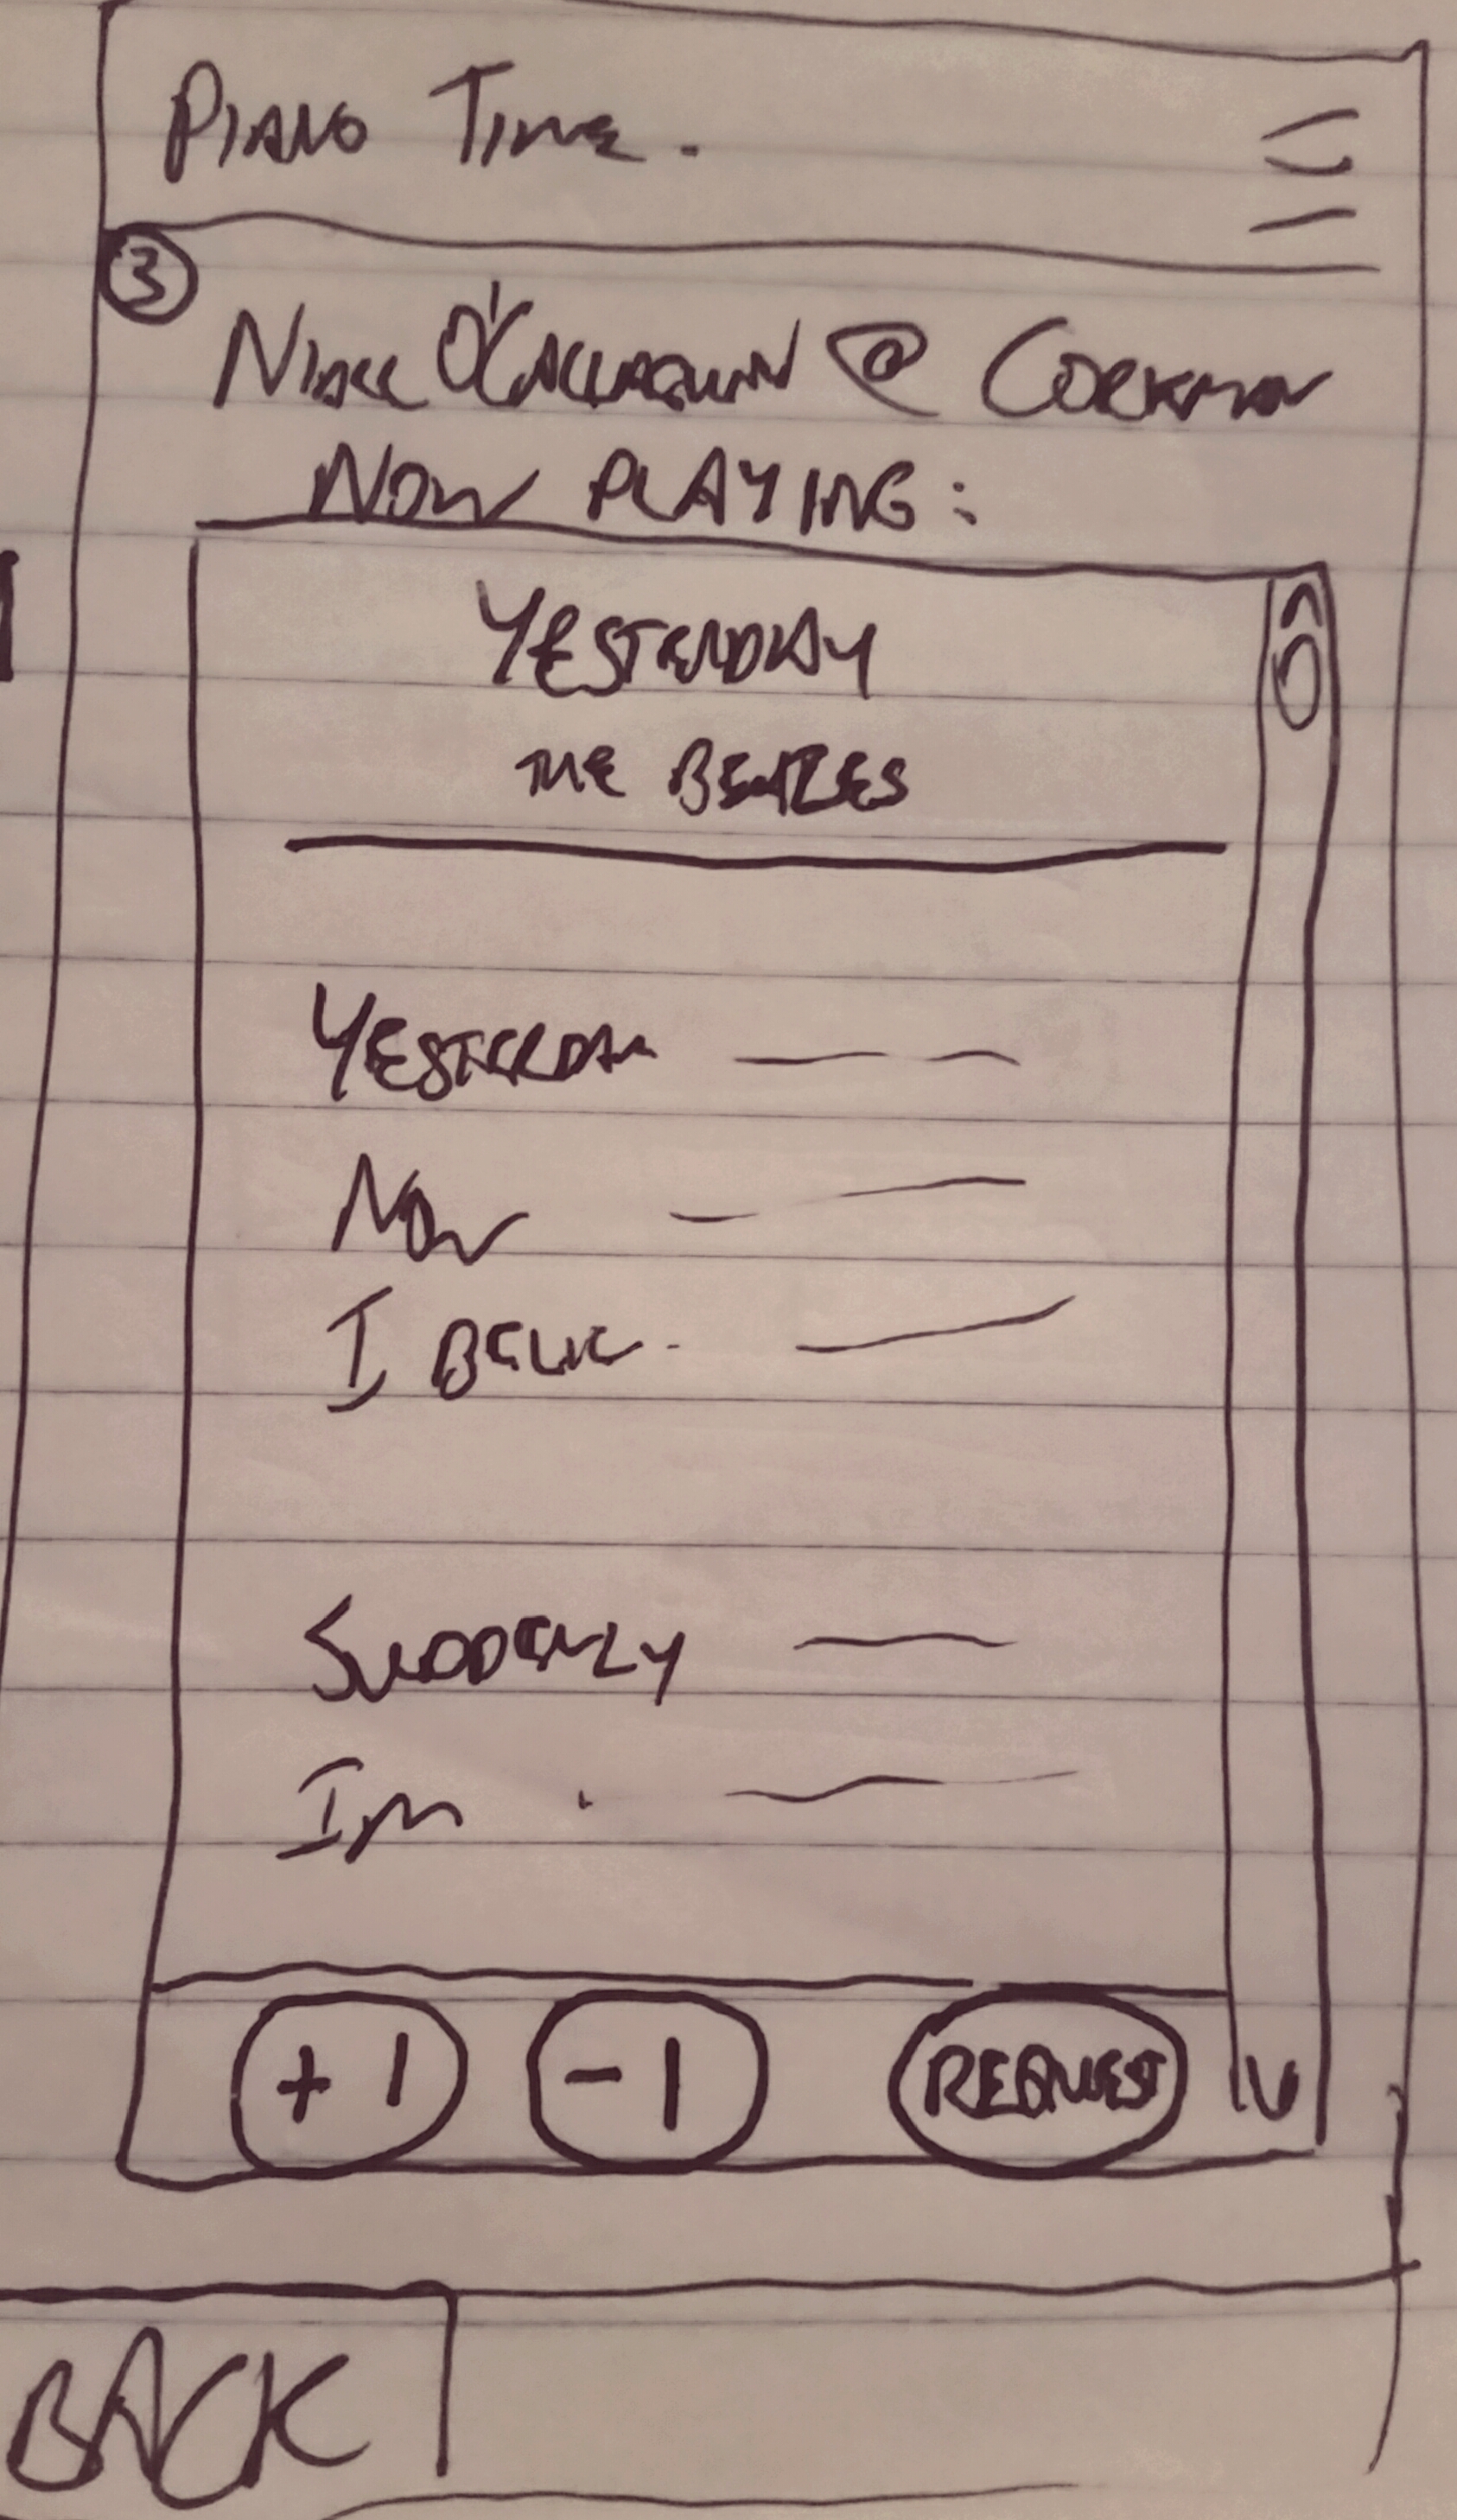 PIANO TIME.
3
NIALL O'CALLAGHAN @ CORKMAN
NOW PLAYING:
YESTERDAY
THE BEATLES
YESTERDAY
NOW
I BELIE
SUDDENLY
IM
+1 -1 REQUEST
BACK